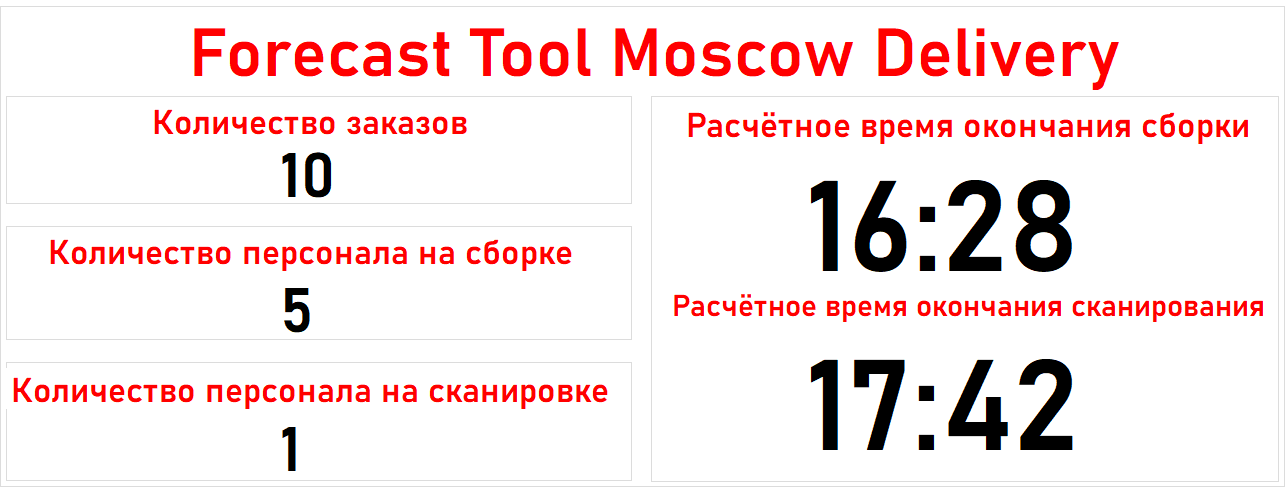 Forecast Tool Moscow Delivery
Количество заказов
10
Количество персонала на сборке
5
Количество персонала на сканировке
1
Расчётное время окончания сборки
16:28
Расчётное время окончания сканирования
17:42